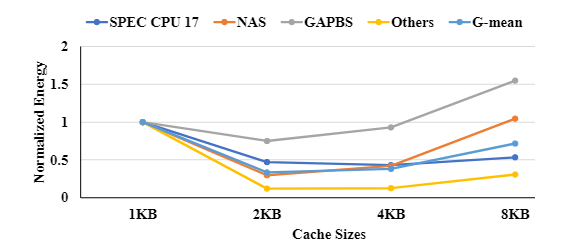 SPEC CPU 17 NAS GAPBS Others G-mean
2
1.5
1
0.5
0
Normalized Energy
1KB 2KB 4KB 8KB
Cache Sizes